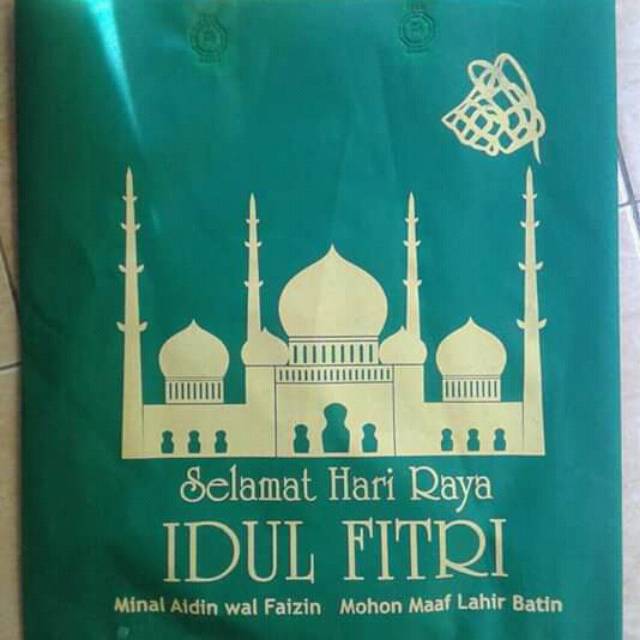 Selamat Hari Raya
IDUL FITRI
Minal Aidin wal Faizin Mohon Maaf Lahir Batin